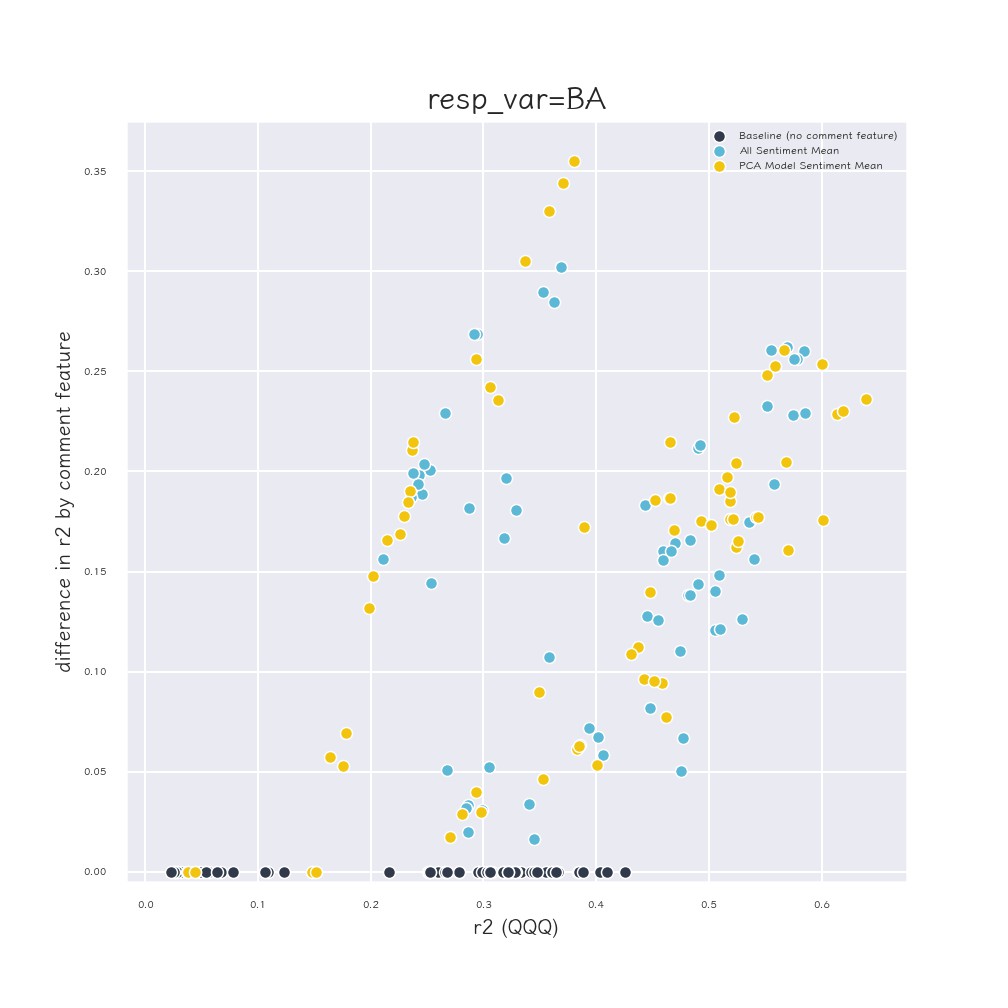 resp_var=BA
Baseline (no comment feature)
All Sentiment Mean
PCA Model Sentiment Mean
difference in r2 by comment feature
0.35
0.30
0.25
0.20
0.15
0.10
0.05
0.00
0.0 0.1 0.2 0.3 0.4 0.5 0.6
r2 (QQQ)